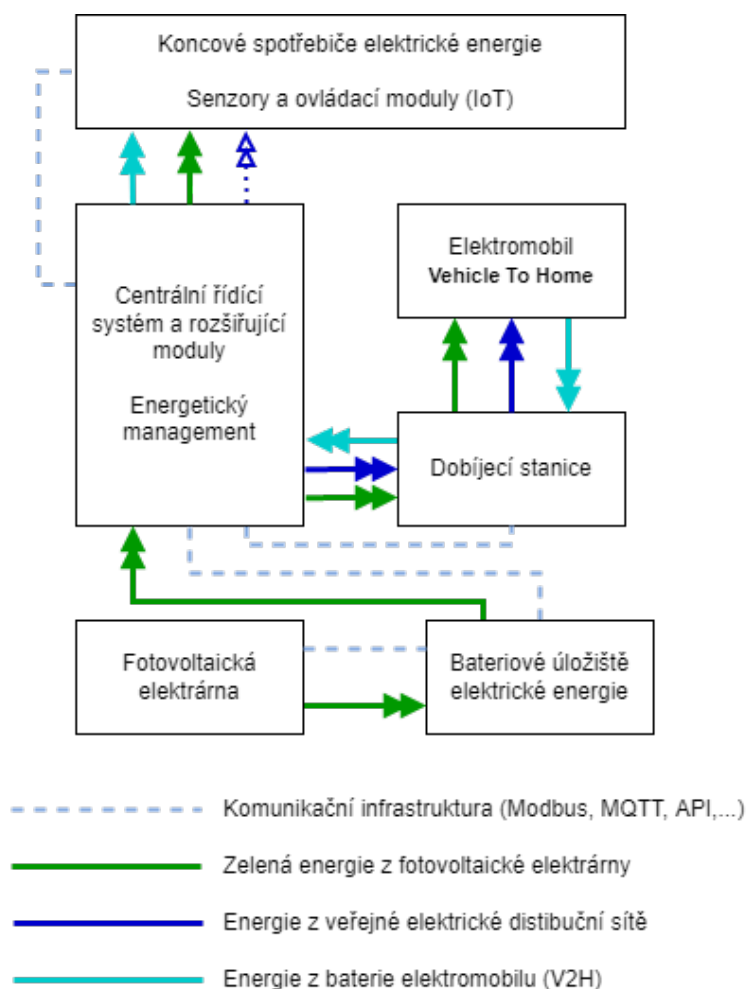 Koncové spotřebiče elektrické energie
Senzory a ovládací moduly (IoT)
Centrální řídící
systém a rozšiřující
moduly
Energetický
management
Elektromobil
Vehicle To Home
Dobíjecí stanice
Fotovoltaická
elektrárna
Bateriové úložiště
elektrické energie
Komunikační infrastruktura (Modbus, MQTT, API,...)
Zelená energie z fotovoltaické elektrárny
Energie z veřejné elektrické distibuční sítě
Energie z baterie elektromobilu (V2H)